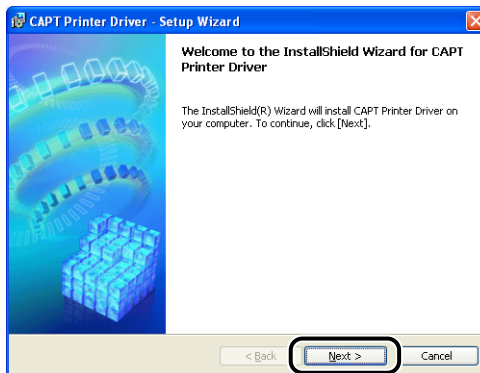 CAPT Printer Driver - Setup Wizard
Welcome to the InstallShield Wizard for CAPT
Printer Driver
The InstallShield(R) Wizard will install CAPT Printer Driver on
your computer. To continue, click [Next].
< Back
Next >
Cancel